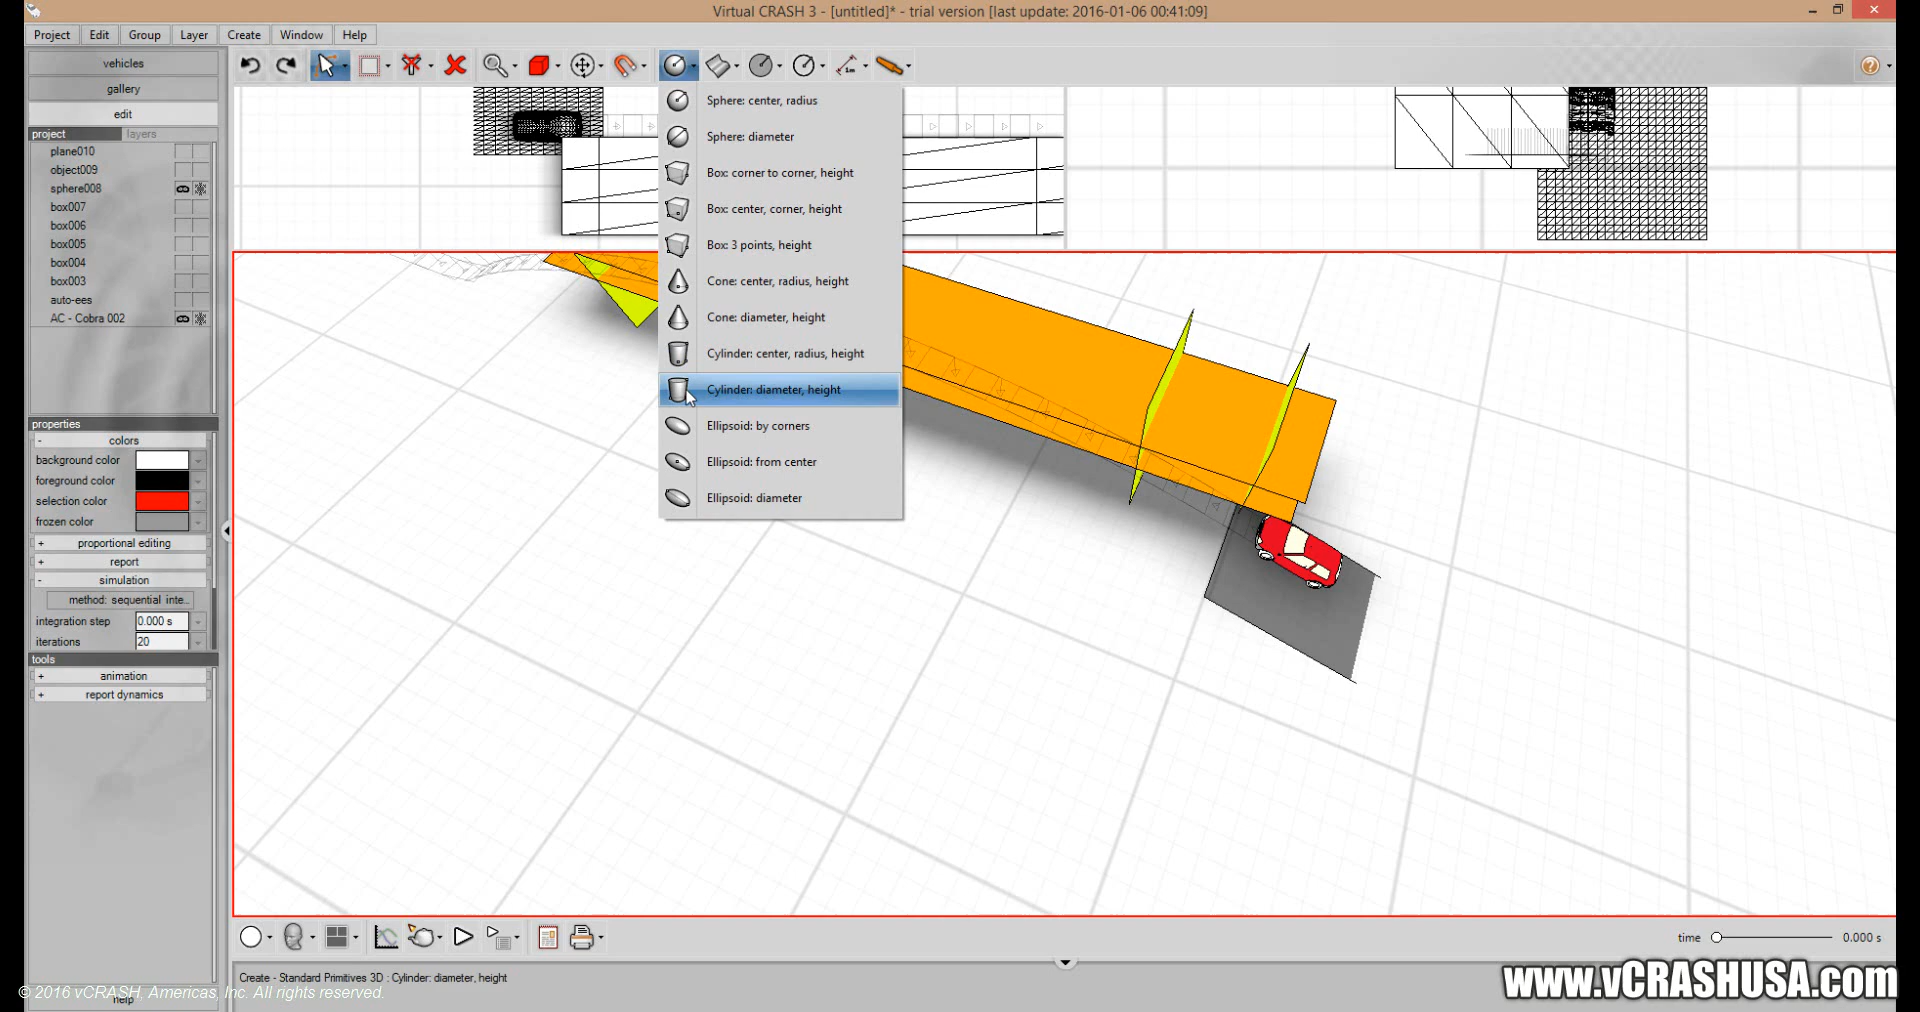 Virtual CRASH 3 - [untitled]* - trial version [last update: 2016-01-06 00:41:09]
Project Edit Group Layer Create Window Help
vehicles
gallery
edit
project layers
plane010
object009
sphere008
box007
box006
box005
box004
box003
auto-ees
AC - Cobra 002
properties
- colors
background color
foreground color
selection color
frozen color
+ proportional editing
+ report
- simulation
method: sequential inte..
integration step 0.000 s
iterations 20
tools
+ animation
+ report dynamics
help
1m
Sphere: center, radius
Sphere: diameter
Box: corner to corner, height
Box: center, corner, height
Box: 3 points, height
Cone: center, radius, height
Cone: diameter, height
Cylinder: center, radius, height
Cylinder: diameter, height
Ellipsoid: by corners
Ellipsoid: from center
Ellipsoid: diameter
time 0.000 s
Create - Standard Primitives 3D : Cylinder: diameter, height
© 2016 vCRASH, Americas, Inc. All rights reserved.
www.vCRASHUSA.com